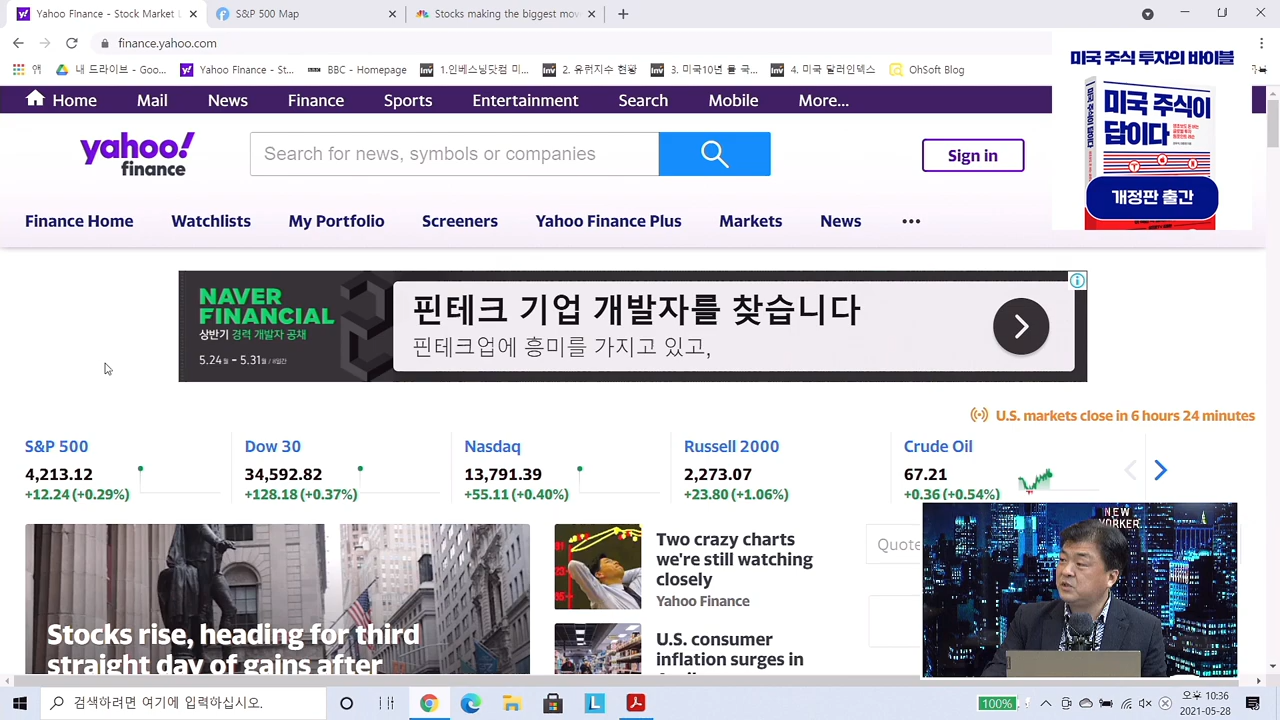 Yahoo Finance - Stock Market L
S&P 500 Map
Stocks making the biggest mov
finance.yahoo.com
앱
내 드라이브 - Goo...
Yahoo Finance - St...
BBC - Homepage
2. 유런지수 현황
3. 미국10년 물 국...
4. 미국 달러인덱스
OhSoft Blog
미국 주식 투자의 바이블
미국 주식이
답이다
개정판 출간
Home
Mail
News
Finance
Sports
Entertainment
Search
Mobile
More...
yahoo!
finance
Search for news, symbols or companies
Sign in
Finance Home
Watchlists
My Portfolio
Screeners
Yahoo Finance Plus
Markets
News
NAVER
FINANCIAL
상반기 경력 개발자 공채
5.24월 – 5.31월
핀테크 기업 개발자를 찾습니다
핀테크업에 흥미를 가지고 있고,
U.S. markets close in 6 hours 24 minutes
S&P 500
4,213.12
+12.24 (+0.29%)
Dow 30
34,592.82
+128.18 (+0.37%)
Nasdaq
13,791.39
+55.11 (+0.40%)
Russell 2000
2,273.07
+23.80 (+1.06%)
Crude Oil
67.21
+0.36 (+0.54%)
Stocks rise, heading for third
straight day of gains after
Two crazy charts
we're still watching
closely
Yahoo Finance
U.S. consumer
inflation surges in
Quote
NEW
YORKER
검색하려면 여기에 입력하십시오.
100%
오후 10:36
2021-05-28